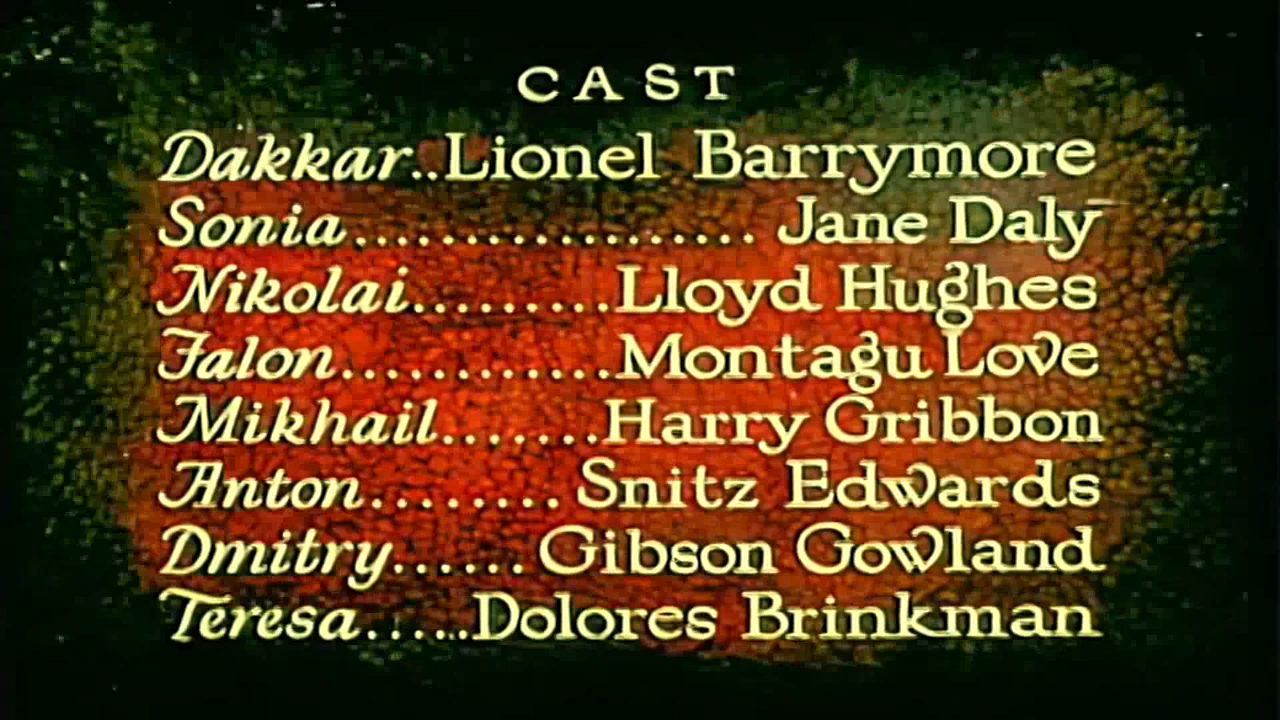 CAST
Dakkar..Lionel Barrymore
Sonia................... Jane Daly
Nikolai.........Lloyd Hughes
Falon.............Montagu Love
Mikhail.......Harry Gribbon
Anton........ Snitz Edwards
Dmitry...... Gibson Gowland
Teresa......Dolores Brinkman